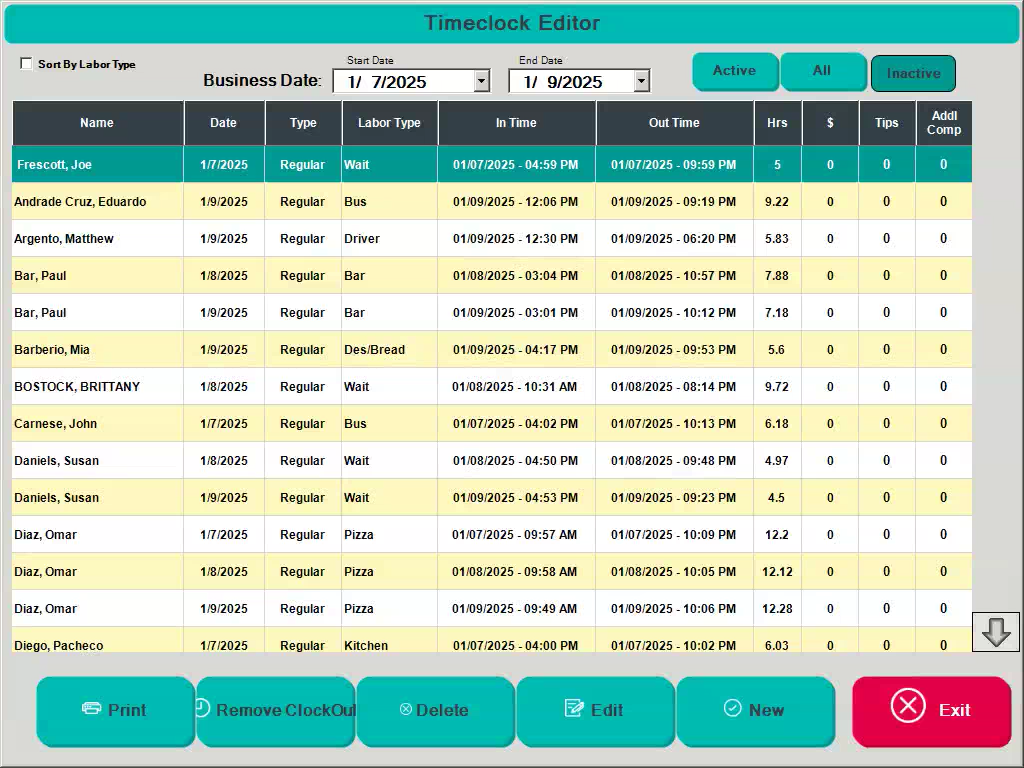 Timeclock Editor
Sort By Labor Type
Business Date:
Start Date
1/ 7/2025
End Date
1/ 9/2025
Active
All
Inactive
Name Date Type Labor Type In Time Out Time Hrs $ Tips Addl Comp
Frescott, Joe 1/7/2025 Regular Wait 01/07/2025 - 04:59 PM 01/07/2025 - 09:59 PM 5 0 0 0
Andrade Cruz, Eduardo 1/9/2025 Regular Bus 01/09/2025 - 12:06 PM 01/09/2025 - 09:19 PM 9.22 0 0 0
Argento, Matthew 1/9/2025 Regular Driver 01/09/2025 - 12:30 PM 01/09/2025 - 06:20 PM 5.83 0 0 0
Bar, Paul 1/8/2025 Regular Bar 01/08/2025 - 03:04 PM 01/08/2025 - 10:57 PM 7.88 0 0 0
Bar, Paul 1/9/2025 Regular Bar 01/09/2025 - 03:01 PM 01/09/2025 - 10:12 PM 7.18 0 0 0
Barberio, Mia 1/9/2025 Regular Des/Bread 01/09/2025 - 04:17 PM 01/09/2025 - 09:53 PM 5.6 0 0 0
BOSTOCK, BRITTANY 1/8/2025 Regular Wait 01/08/2025 - 10:31 AM 01/08/2025 - 08:14 PM 9.72 0 0 0
Carnese, John 1/7/2025 Regular Bus 01/07/2025 - 04:02 PM 01/07/2025 - 10:13 PM 6.18 0 0 0
Daniels, Susan 1/8/2025 Regular Wait 01/08/2025 - 04:50 PM 01/08/2025 - 09:48 PM 4.97 0 0 0
Daniels, Susan 1/9/2025 Regular Wait 01/09/2025 - 04:53 PM 01/09/2025 - 09:23 PM 4.5 0 0 0
Diaz, Omar 1/7/2025 Regular Pizza 01/07/2025 - 09:57 AM 01/07/2025 - 10:09 PM 12.2 0 0 0
Diaz, Omar 1/8/2025 Regular Pizza 01/08/2025 - 09:58 AM 01/08/2025 - 10:05 PM 12.12 0 0 0
Diaz, Omar 1/9/2025 Regular Pizza 01/09/2025 - 09:49 AM 01/09/2025 - 10:06 PM 12.28 0 0 0
Diego, Pacheco 1/7/2025 Regular Kitchen 01/07/2025 - 04:00 PM 01/07/2025 - 10:02 PM 6.03 0 0 0
Print
Remove ClockOut
Delete
Edit
New
Exit